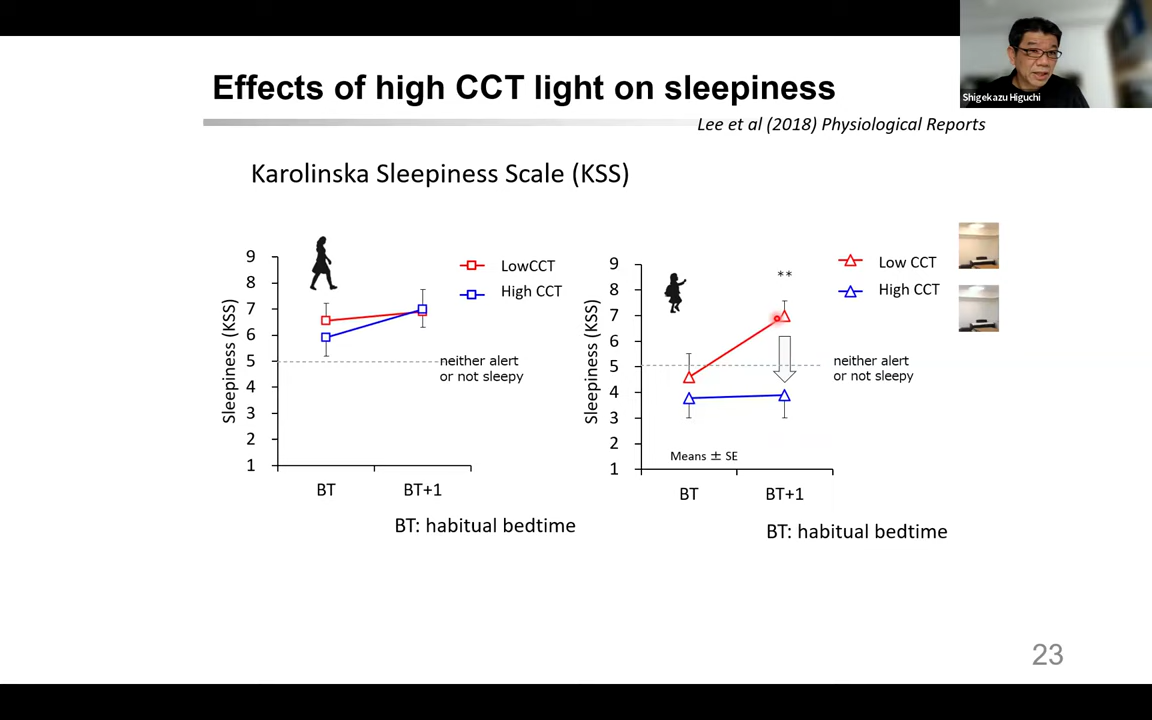 Shigekazu Higuchi
Effects of high CCT light on sleepiness
Lee et al (2018) Physiological Reports
Karolinska Sleepiness Scale (KSS)
Sleepiness (KSS)
9
8
7
6
5
4
3
2
1
LowCCT
High CCT
neither alert
or not sleepy
BT
BT+1
BT: habitual bedtime
Sleepiness (KSS)
9
8
7
6
5
4
3
2
1
**
Low CCT
High CCT
neither alert
or not sleepy
Means ± SE
BT
BT+1
BT: habitual bedtime
23